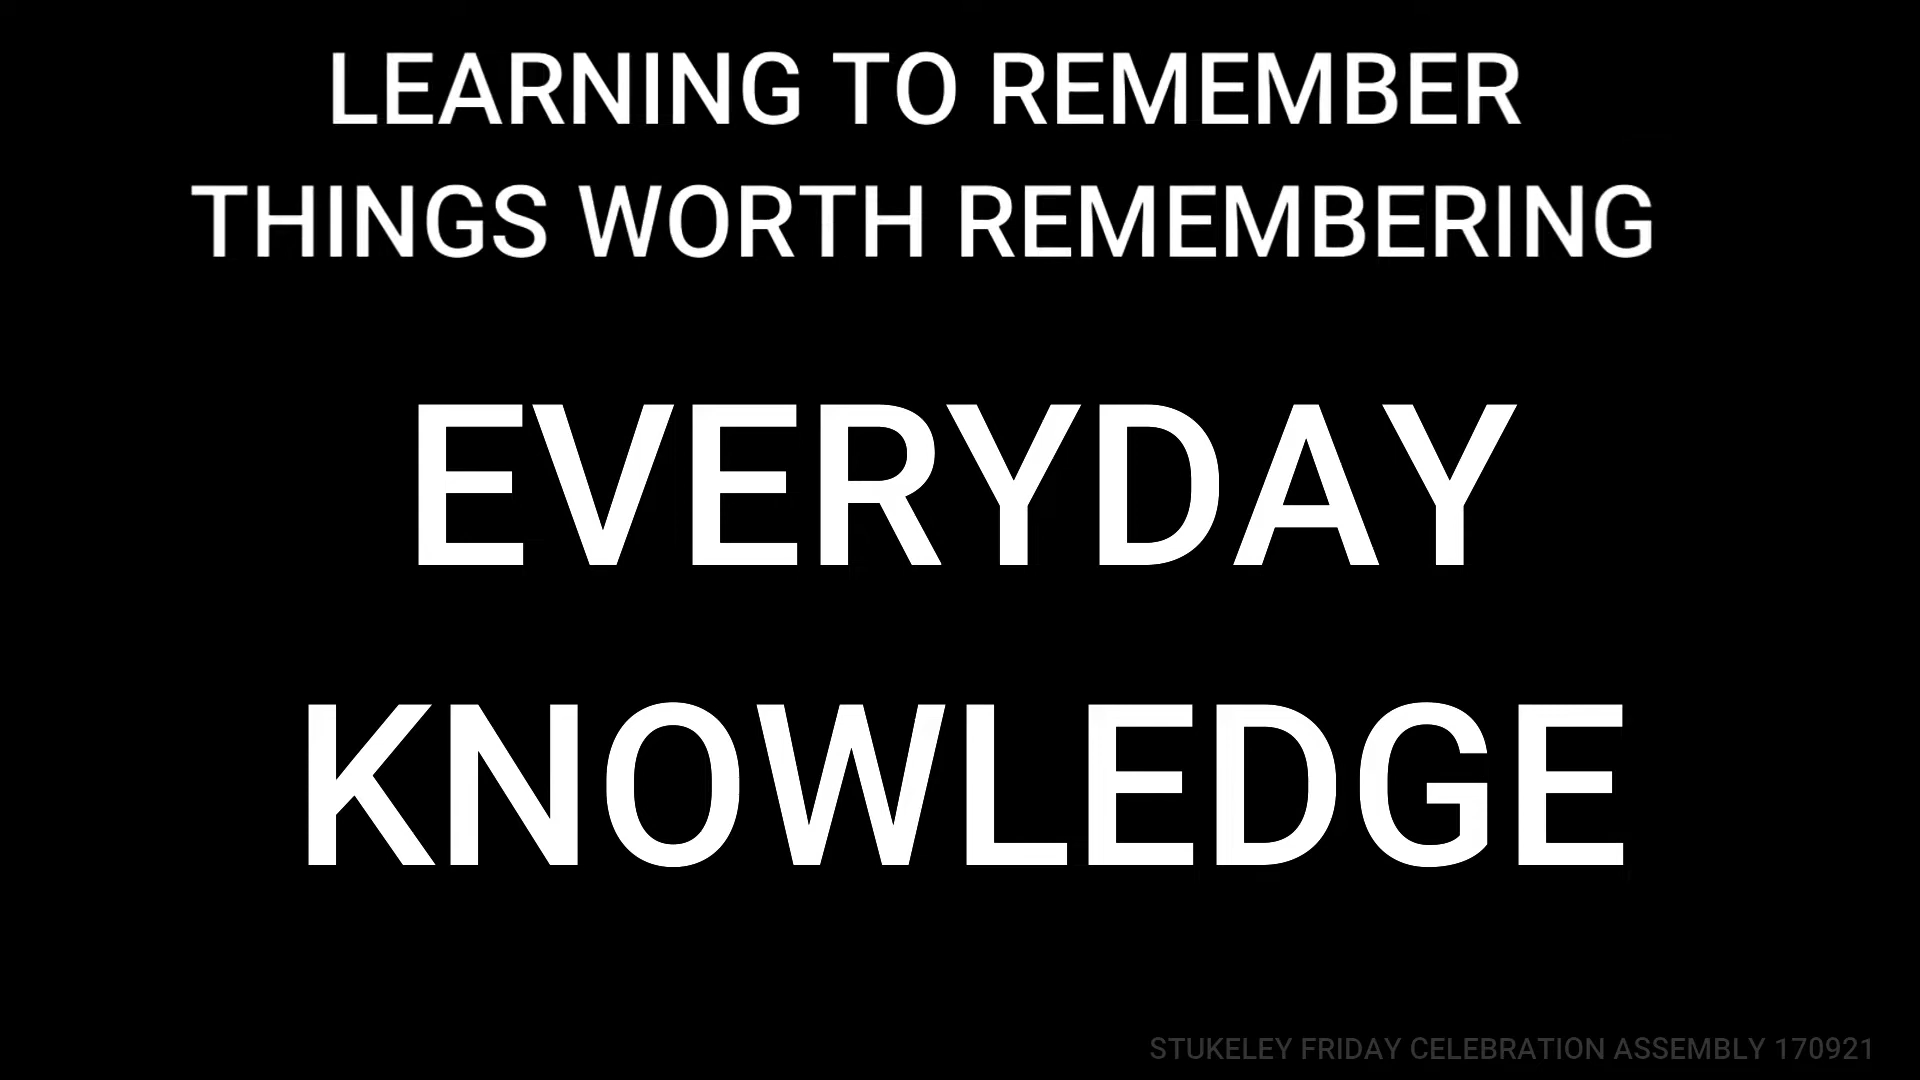 LEARNING TO REMEMBER
THINGS WORTH REMEMBERING
EVERYDAY
KNOWLEDGE
STUKELEY FRIDAY CELEBRATION ASSEMBLY 170921